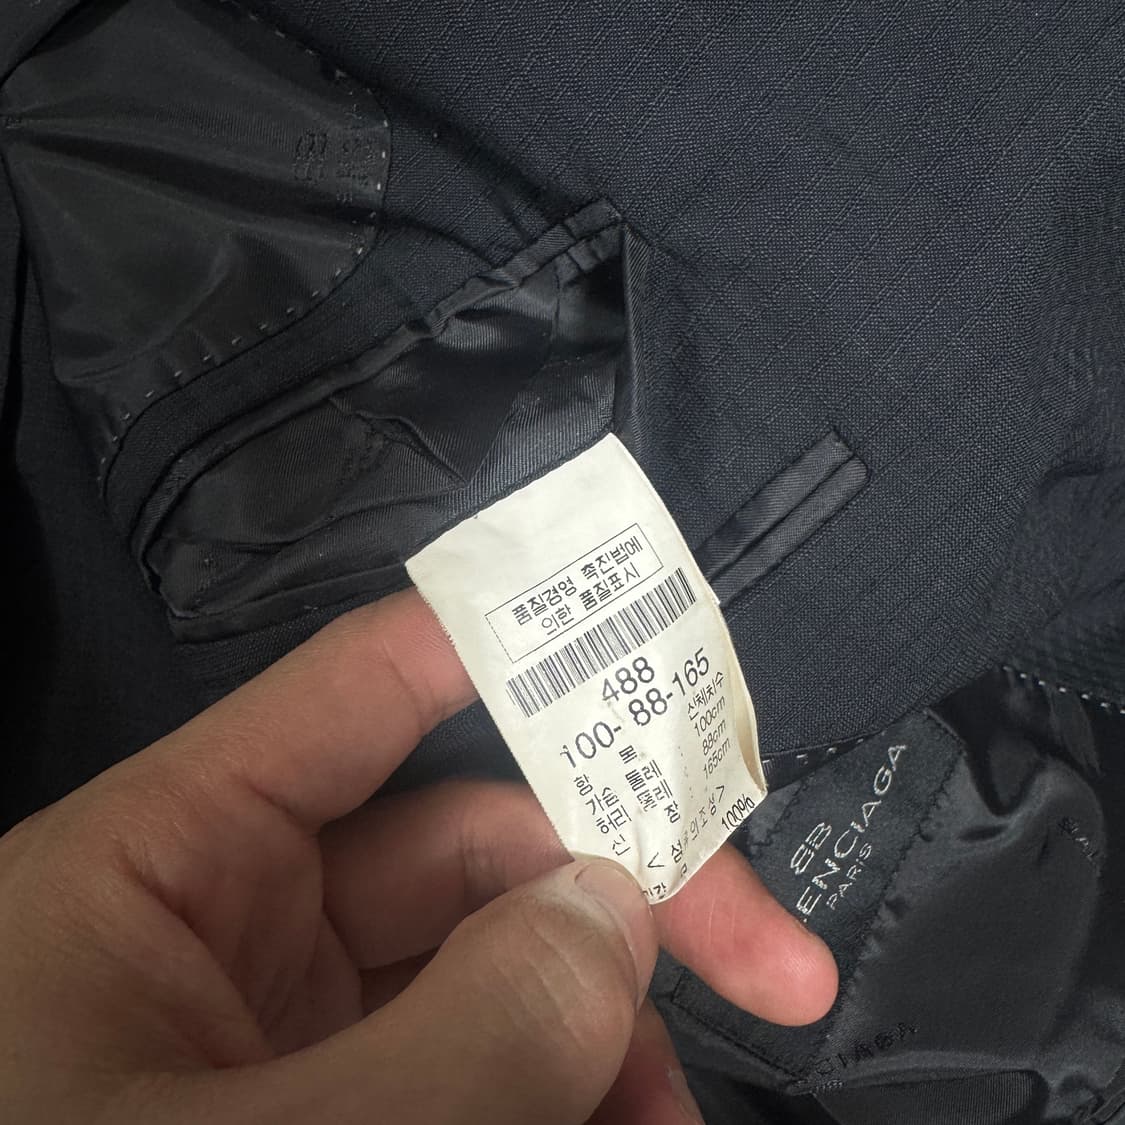 품질경영 촉진법에
의한 품질표시
488
100-88-165
항 목 : 신체치수
가슴 둘레 : 100cm
허리 둘레 : 88cm
신 장 : 165cm
<섬유의조성>
100%
BB
ENCIAGA
PARIS